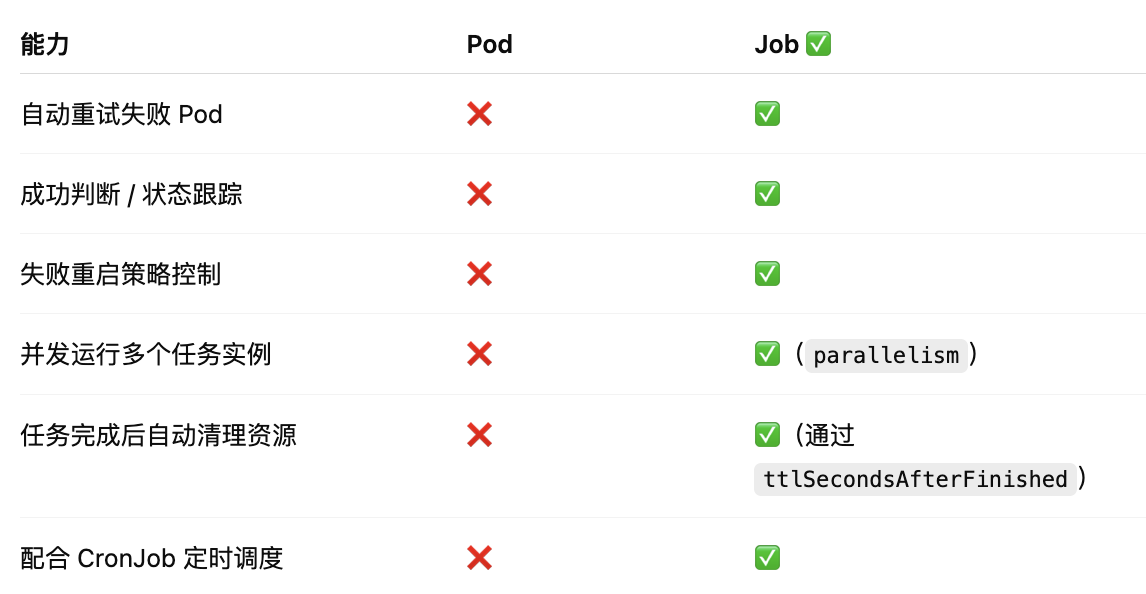 能力 Pod Job ✅
自动重试失败 Pod ❌ ✅
成功判断 / 状态跟踪 ❌ ✅
失败重启策略控制 ❌ ✅
并发运行多个任务实例 ❌ ✅（parallelism）
任务完成后自动清理资源 ❌ ✅（通过
ttlSecondsAfterFinished）
配合 CronJob 定时调度 ❌ ✅